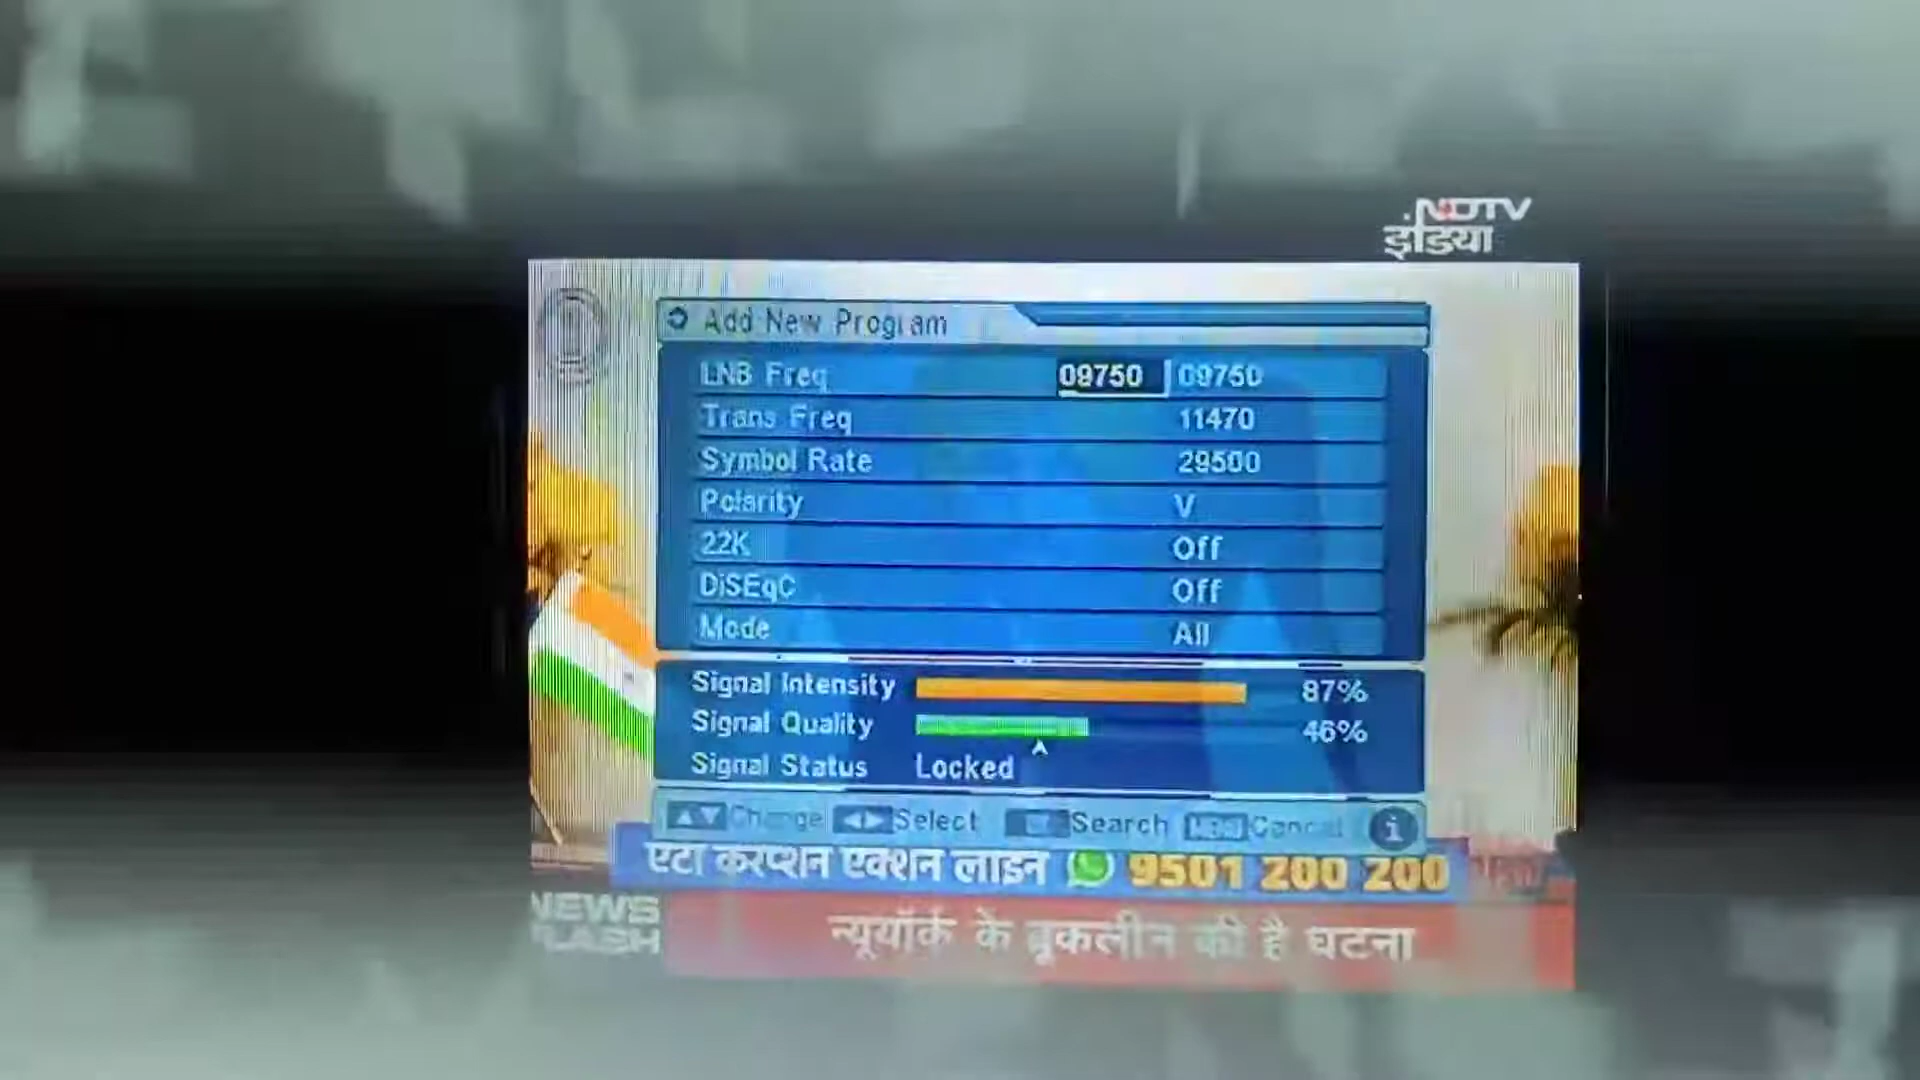 NDTV
इंडिया
Add New Program
LNB Freq 09750 09750
Trans Freq 11470
Symbol Rate 29500
Polarity V
22K Off
DiSEqC Off
Mode All
Signal Intensity 87%
Signal Quality 46%
Signal Status Locked
Change Select Search MENU Cancel i
एंटी करप्शन एक्शन लाइन 9501 200 200
NEWS
FLASH
न्यूयॉर्क के ब्रूकलीन की है घटना